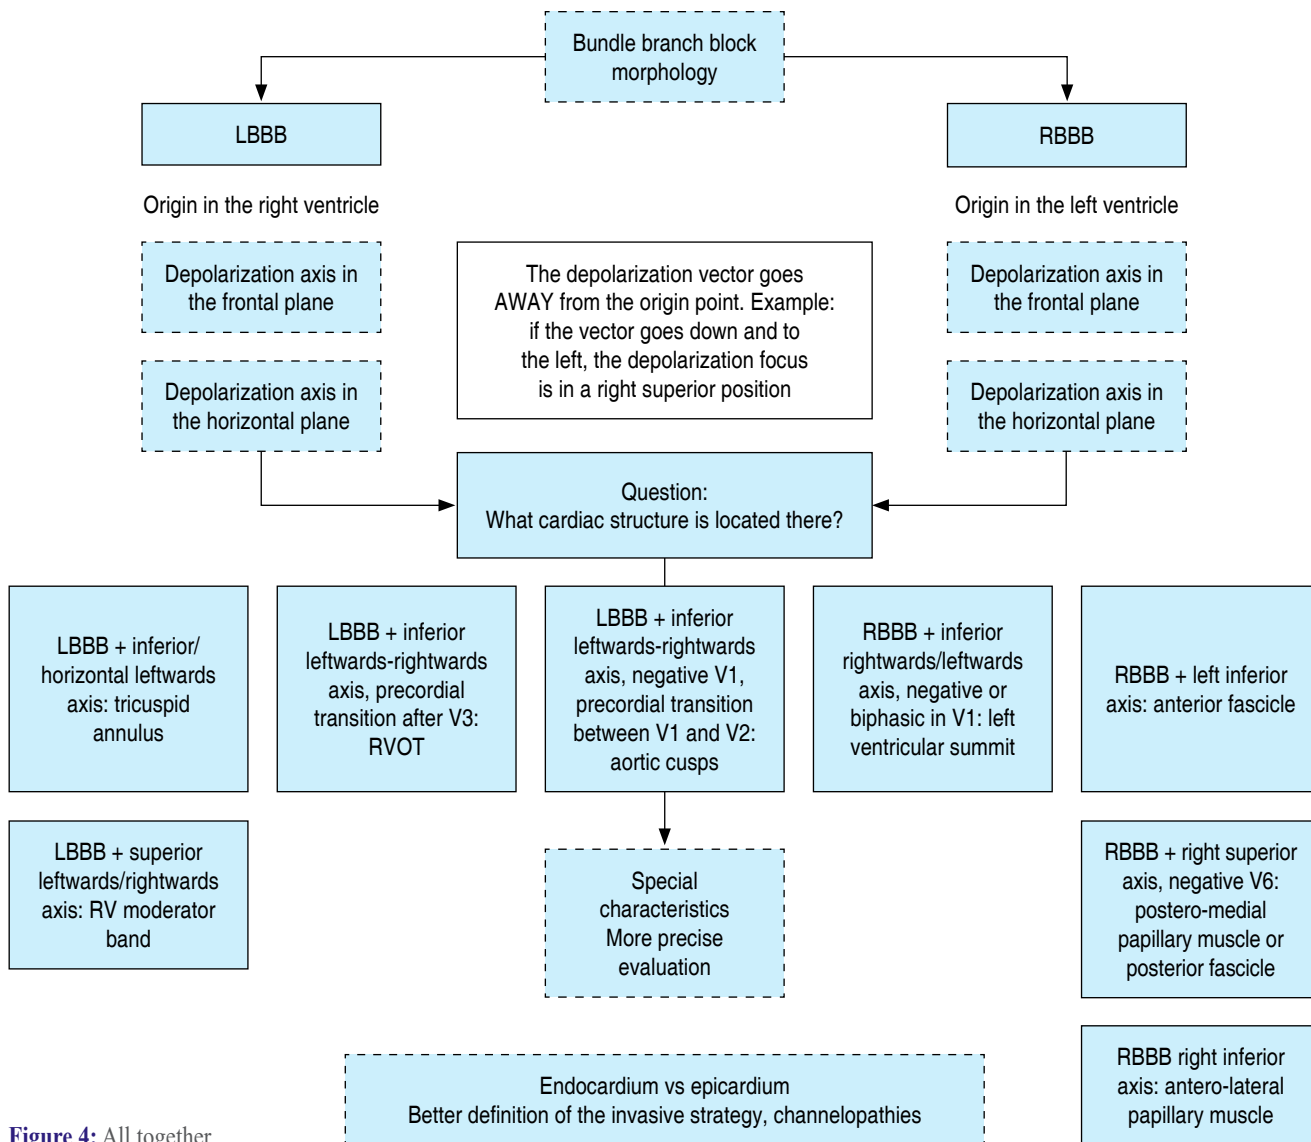 Bundle branch block
morphology
LBBB
RBBB
Origin in the right ventricle
Origin in the left ventricle
Depolarization axis in
the frontal plane
The depolarization vector goes
AWAY from the origin point. Example:
if the vector goes down and to
the left, the depolarization focus
is in a right superior position
Depolarization axis in
the frontal plane
Depolarization axis in
the horizontal plane
Depolarization axis in
the horizontal plane
Question:
What cardiac structure is located there?
LBBB + inferior/
horizontal leftwards
axis: tricuspid
annulus
LBBB + inferior
leftwards-rightwards
axis, precordial
transition after V3:
RVOT
LBBB + inferior
leftwards-rightwards
axis, negative V1,
precordial transition
between V1 and V2:
aortic cusps
RBBB + inferior
rightwards/leftwards
axis, negative or
biphasic in V1: left
ventricular summit
RBBB + left inferior
axis: anterior fascicle
LBBB + superior
leftwards/rightwards
axis: RV moderator
band
Special
characteristics
More precise
evaluation
RBBB + right superior
axis, negative V6:
postero-medial
papillary muscle or
posterior fascicle
Endocardium vs epicardium
Better definition of the invasive strategy, channelopathies
RBBB right inferior
axis: antero-lateral
papillary muscle
Figure 4: All together